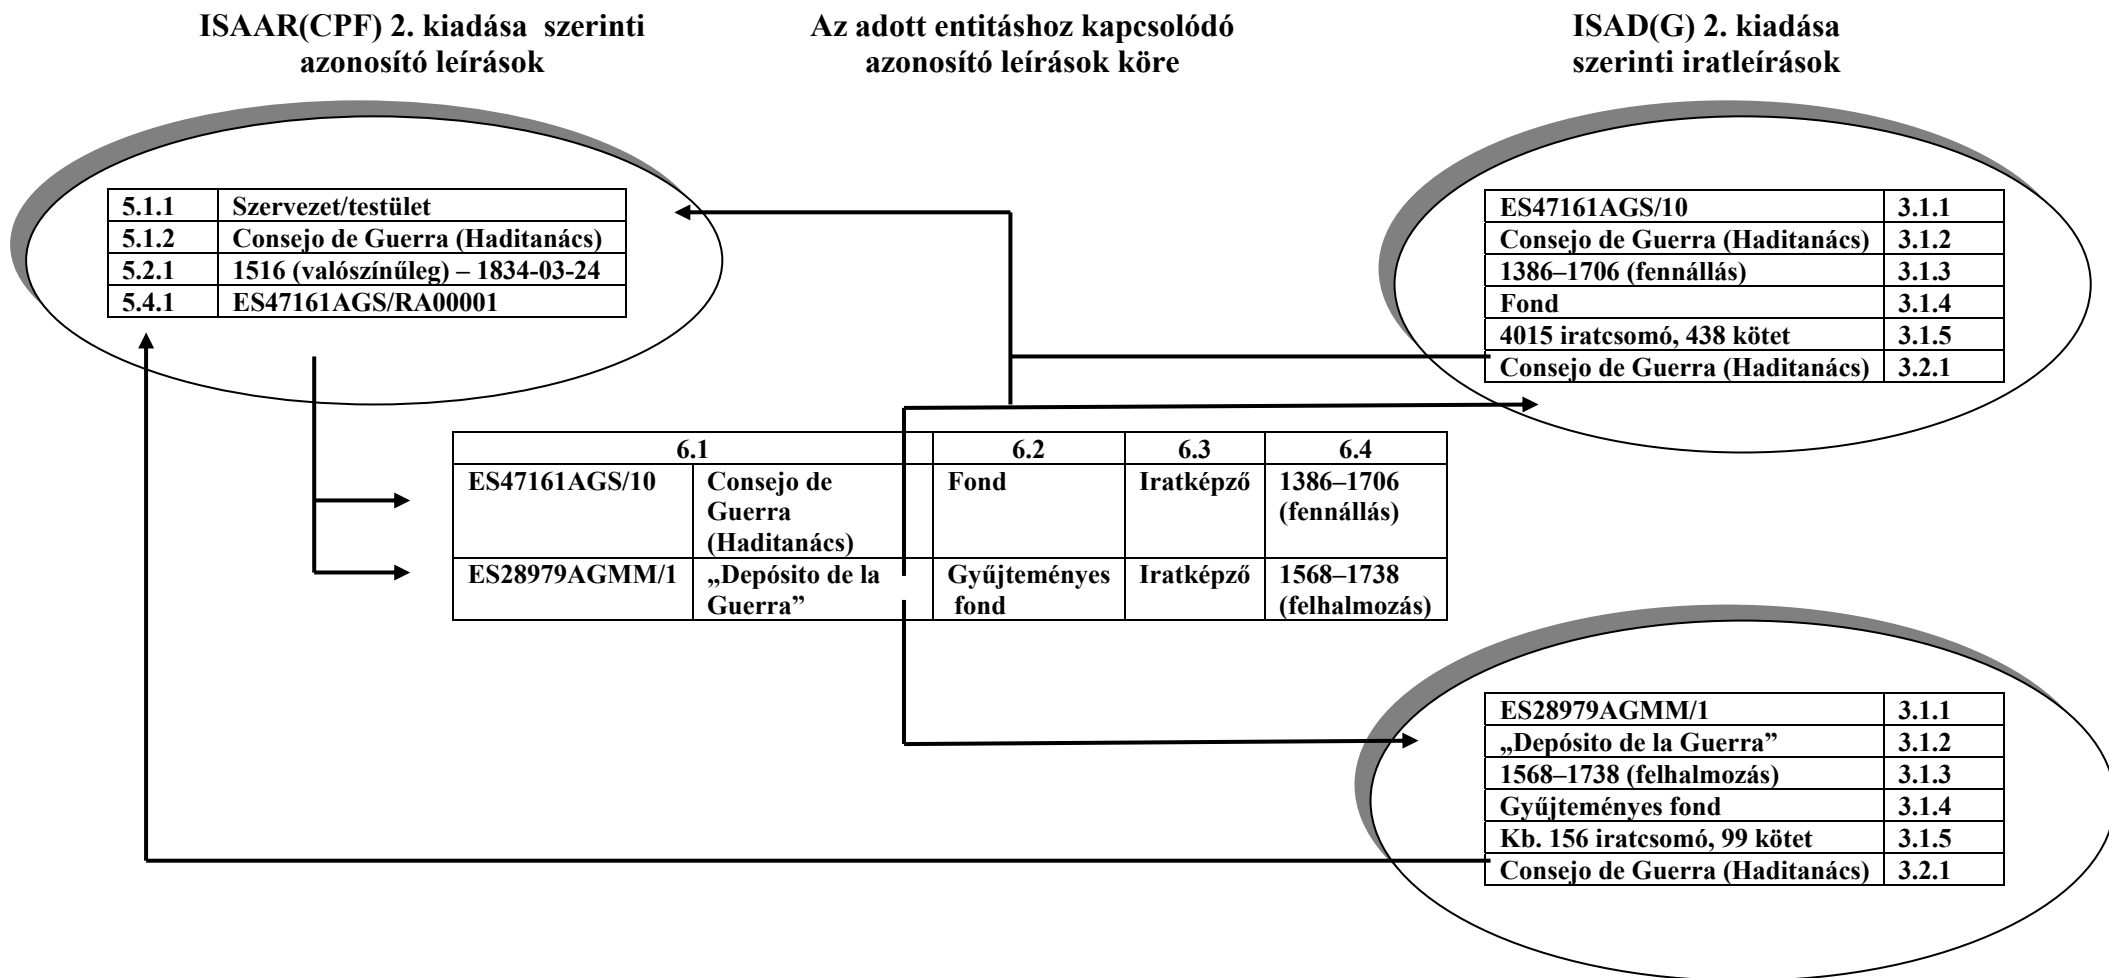 ISAAR(CPF) 2. kiadása szerinti
azonosító leírások
Az adott entitáshoz kapcsolódó
azonosító leírások köre
ISAD(G) 2. kiadása
szerinti iratleírások
5.1.1 Szervezet/testület
5.1.2 Consejo de Guerra (Haditanács)
5.2.1 1516 (valószínűleg) – 1834-03-24
5.4.1 ES47161AGS/RA00001
ES47161AGS/10 3.1.1
Consejo de Guerra (Haditanács) 3.1.2
1386–1706 (fennállás) 3.1.3
Fond 3.1.4
4015 iratcsomó, 438 kötet 3.1.5
Consejo de Guerra (Haditanács) 3.2.1
6.1 6.2 6.3 6.4
ES47161AGS/10 Consejo de Fond Iratképző 1386–1706
Guerra (fennállás)
(Haditanács)
ES28979AGMM/1 „Depósito de la Gyűjteményes Iratképző 1568–1738
Guerra” fond (felhalmozás)
ES28979AGMM/1 3.1.1
„Depósito de la Guerra” 3.1.2
1568–1738 (felhalmozás) 3.1.3
Gyűjteményes fond 3.1.4
Kb. 156 iratcsomó, 99 kötet 3.1.5
Consejo de Guerra (Haditanács) 3.2.1